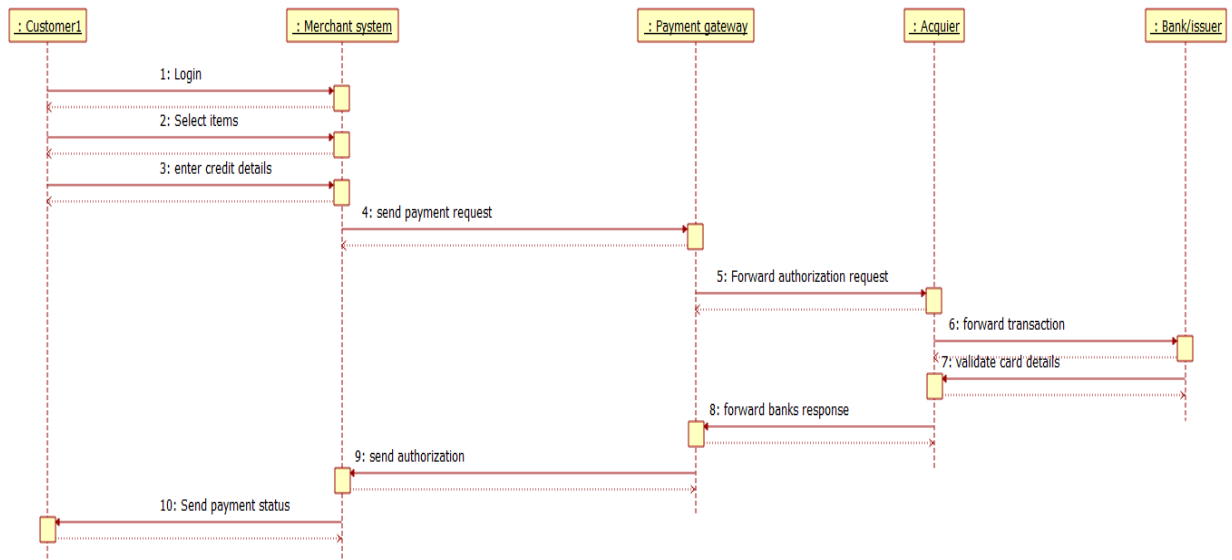 : Customer1
: Merchant system
: Payment gateway
: Acquier
: Bank/issuer
1: Login
2: Select items
3: enter credit details
4: send payment request
5: Forward authorization request
6: forward transaction
7: validate card details
8: forward banks response
9: send authorization
10: Send payment status